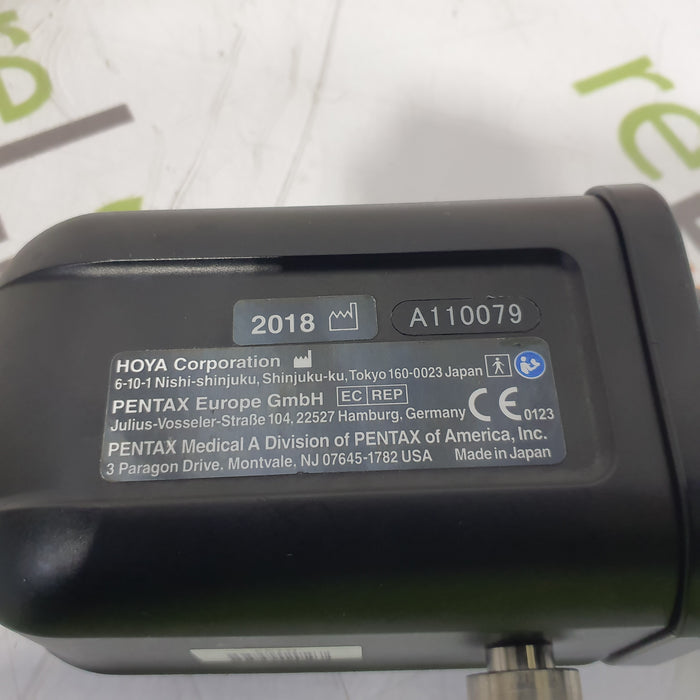 2018
A110079
HOYA Corporation
6-10-1 Nishi-shinjuku, Shinjuku-ku, Tokyo 160-0023 Japan
PENTAX Europe GmbH EC REP
Julius-Vosseler-Straße 104, 22527 Hamburg, Germany
CE 0123
PENTAX Medical A Division of PENTAX of America, Inc.
3 Paragon Drive. Montvale, NJ 07645-1782 USA Made in Japan
re